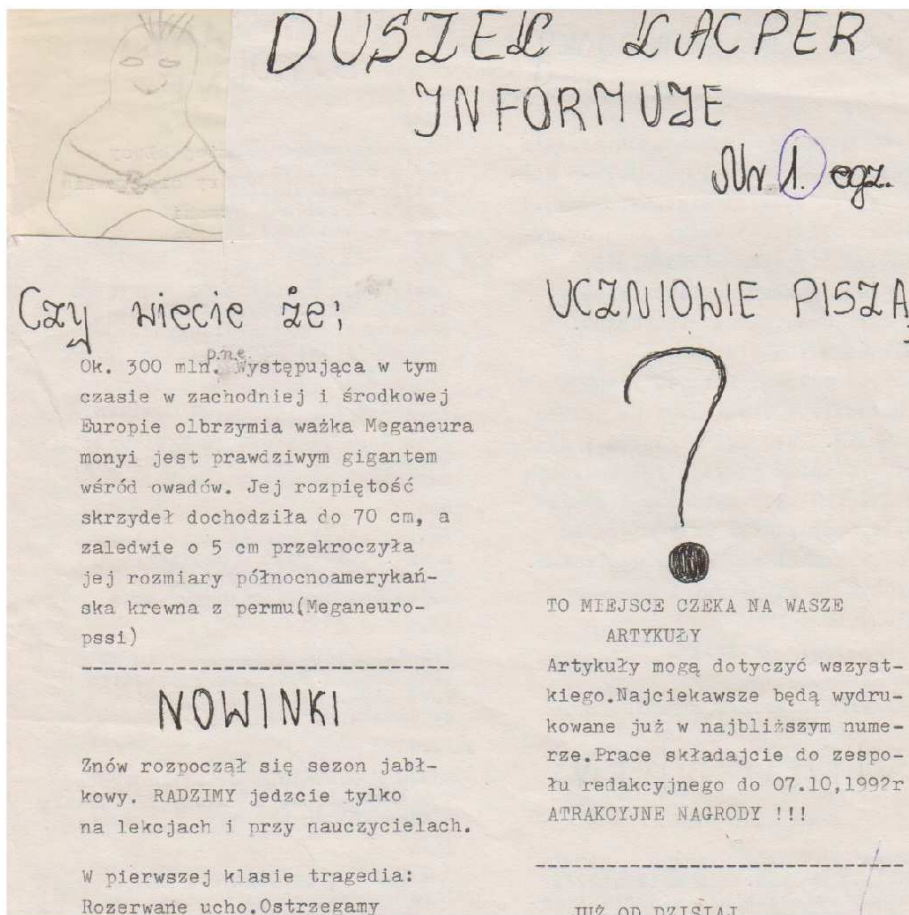 DUSZEK KACPER
INFORMUJE
Nr 1. egz.
Czy wiecie że;
p.n.e.
Ok. 300 mln. Występująca w tym
czasie w zachodniej i środkowej
Europie olbrzymia ważka Meganeura
monyi jest prawdziwym gigantem
wśród owadów. Jej rozpiętość
skrzydeł dochodziła do 70 cm, a
zaledwie o 5 cm przekroczyła
jej rozmiary północnoamerykań-
ska krewna z permu(Meganeuro-
pssi)
NOWINKI
Znów rozpoczął się sezon jabł-
kowy. RADZIMY jedzcie tylko
na lekcjach i przy nauczycielach.
W pierwszej klasie tragedia:
Rozerwane ucho.Ostrzegamy
UCZNIOWIE PISZĄ
?
TO MIEJSCE CZEKA NA WASZE
ARTYKUŁY
Artykuły mogą dotyczyć wszyst-
kiego.Najciekawsze będą wydru-
kowane już w najbliższym nume-
rze.Prace składajcie do zespo-
łu redakcyjnego do 07.10,1992r
ATRAKCYJNE NAGRODY !!!
JUŻ OD DZISIAJ